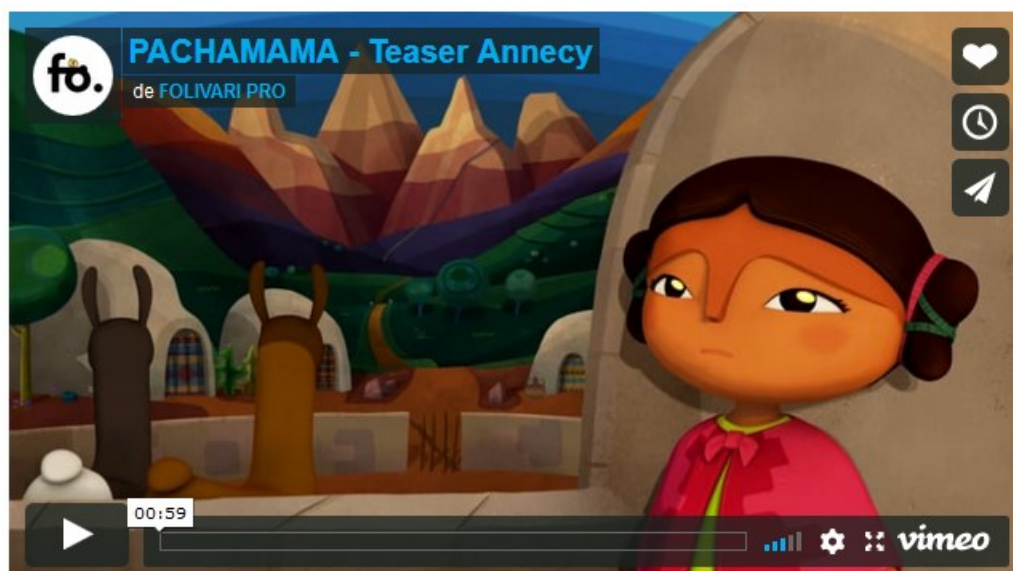 fo.
PACHAMAMA - Teaser Annecy
de FOLIVARI PRO
00:59
vimeo